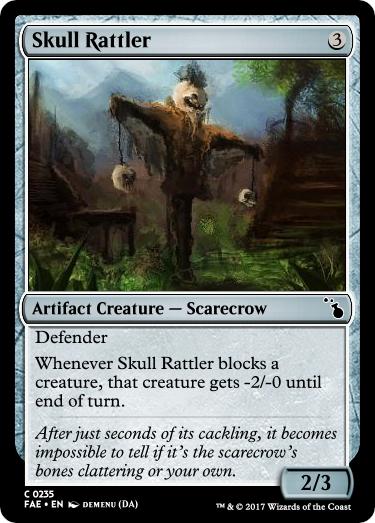 Skull Rattler 3
Artifact Creature — Scarecrow
Defender
Whenever Skull Rattler blocks a
creature, that creature gets -2/-0 until
end of turn.
After just seconds of its cackling, it becomes
impossible to tell if it's the scarecrow's
bones clattering or your own.
2/3
C 0235
FAE • EN DEMENU (DA)
™ & © 2017 Wizards of the Coast